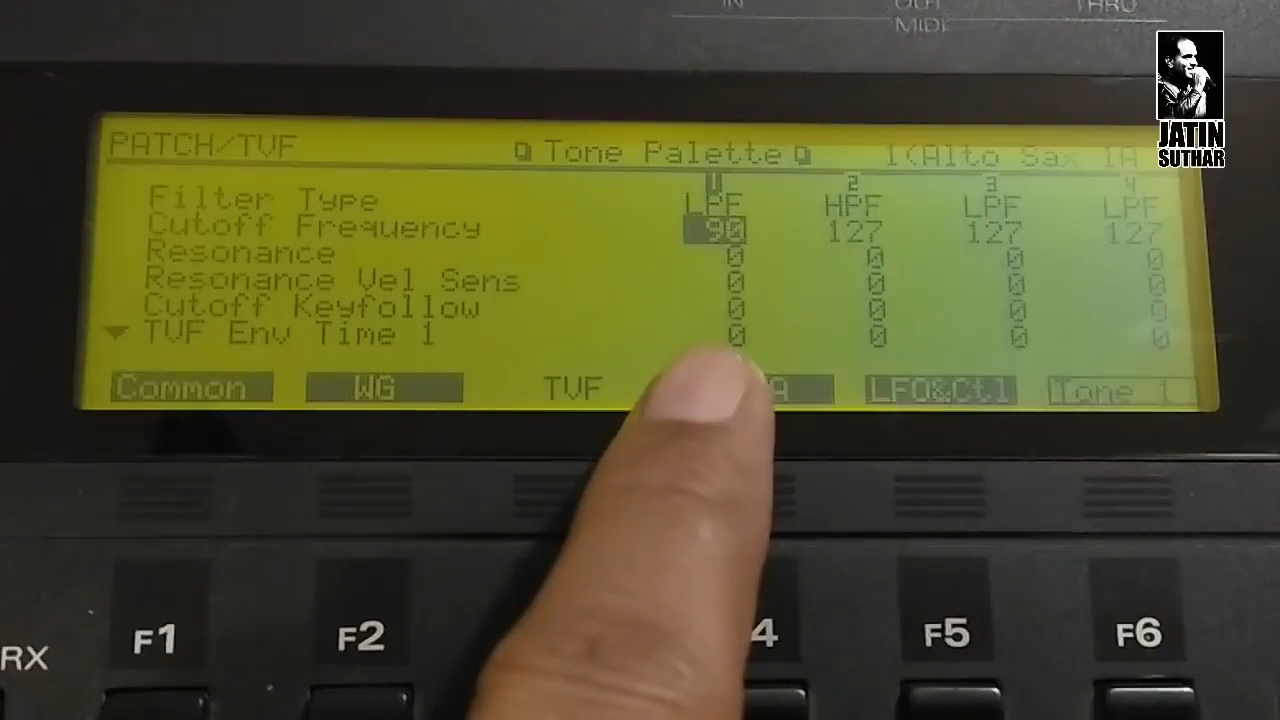 IN OUT THRU
MIDI
JATIN
SUTHAR
PATCH/TVF Tone Palette 1(Alto Sax 1A
1 2 3 4
Filter Type LPF HPF LPF LPF
Cutoff Frequency 90 127 127 127
Resonance 0 0 0 0
Resonance Vel Sens 0 0 0 0
Cutoff Keyfollow 0 0 0 0
TVF Env Time 1 0 0 0 0
Common WG TVF A LFO&Ctl Tone 1
RX F1 F2 4 F5 F6